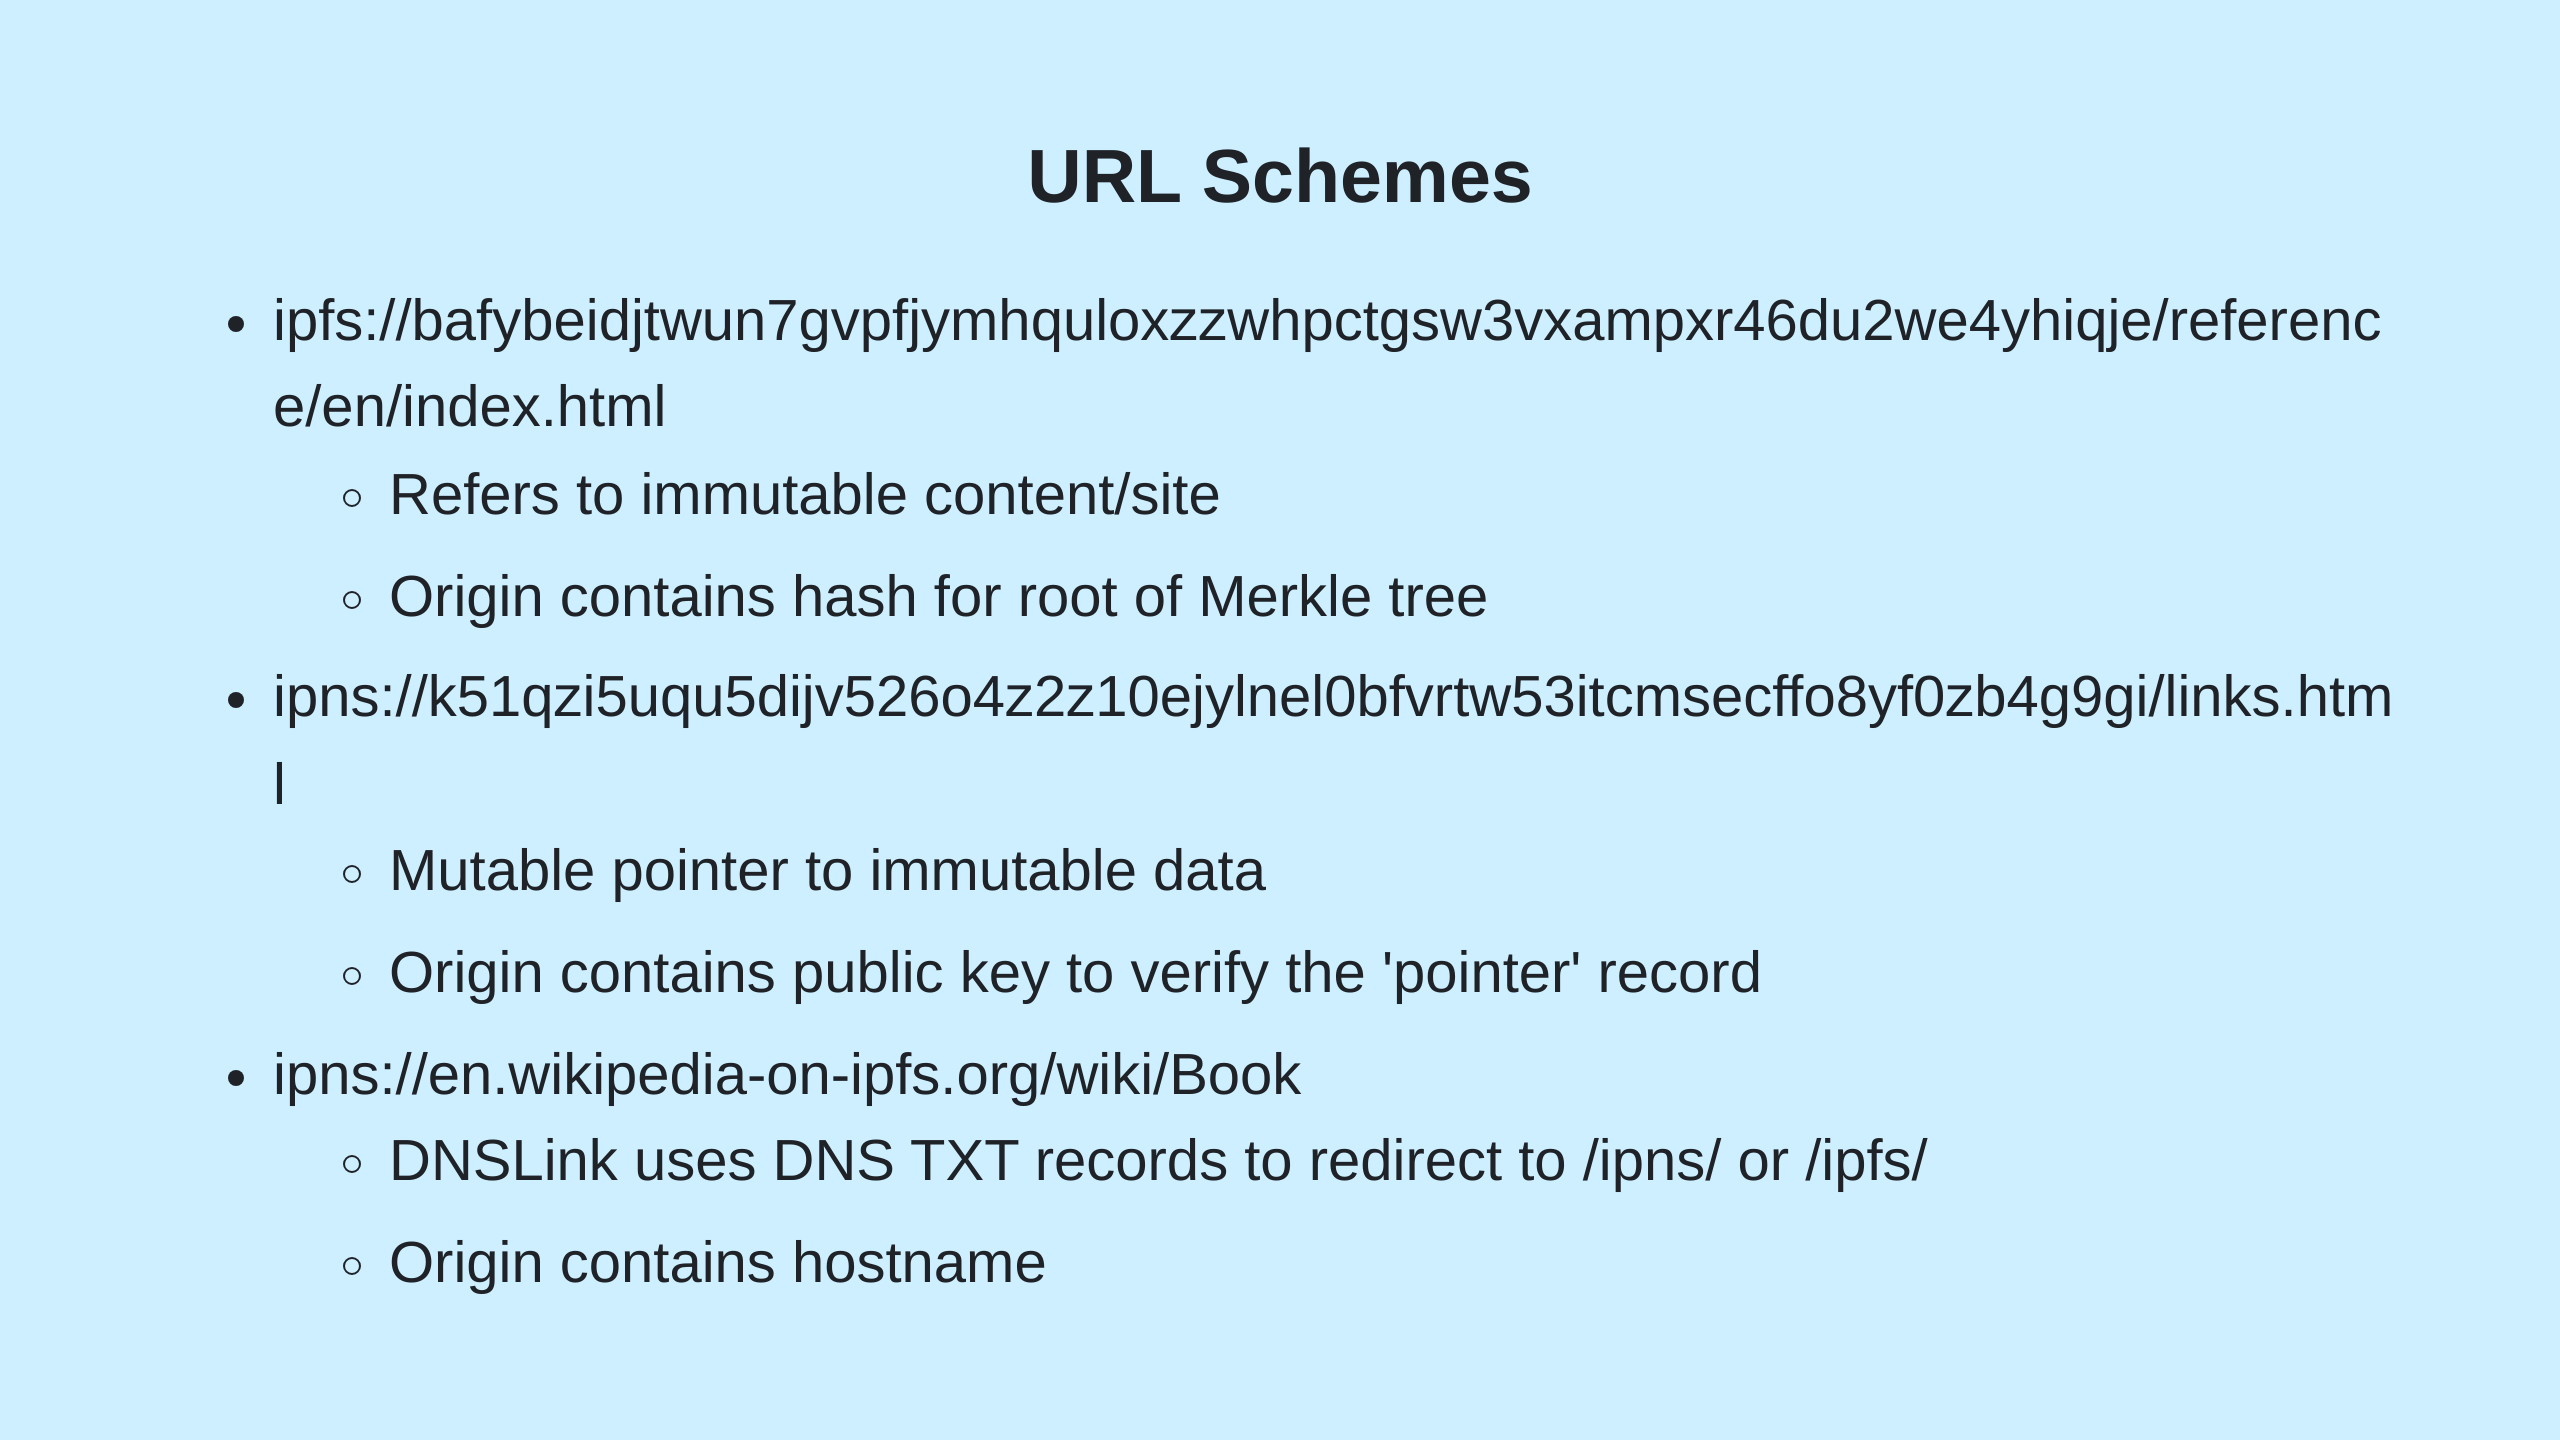 URL Schemes
ipfs://bafybeidjtwun7gvpfjymhquloxzzwhpctgsw3vxampxr46du2we4yhiqje/referenc
e/en/index.html
Refers to immutable content/site
Origin contains hash for root of Merkle tree
ipns://k51qzi5uqu5dijv526o4z2z10ejylnel0bfvrtw53itcmsecffo8yf0zb4g9gi/links.htm
l
Mutable pointer to immutable data
Origin contains public key to verify the 'pointer' record
ipns://en.wikipedia-on-ipfs.org/wiki/Book
DNSLink uses DNS TXT records to redirect to /ipns/ or /ipfs/
Origin contains hostname